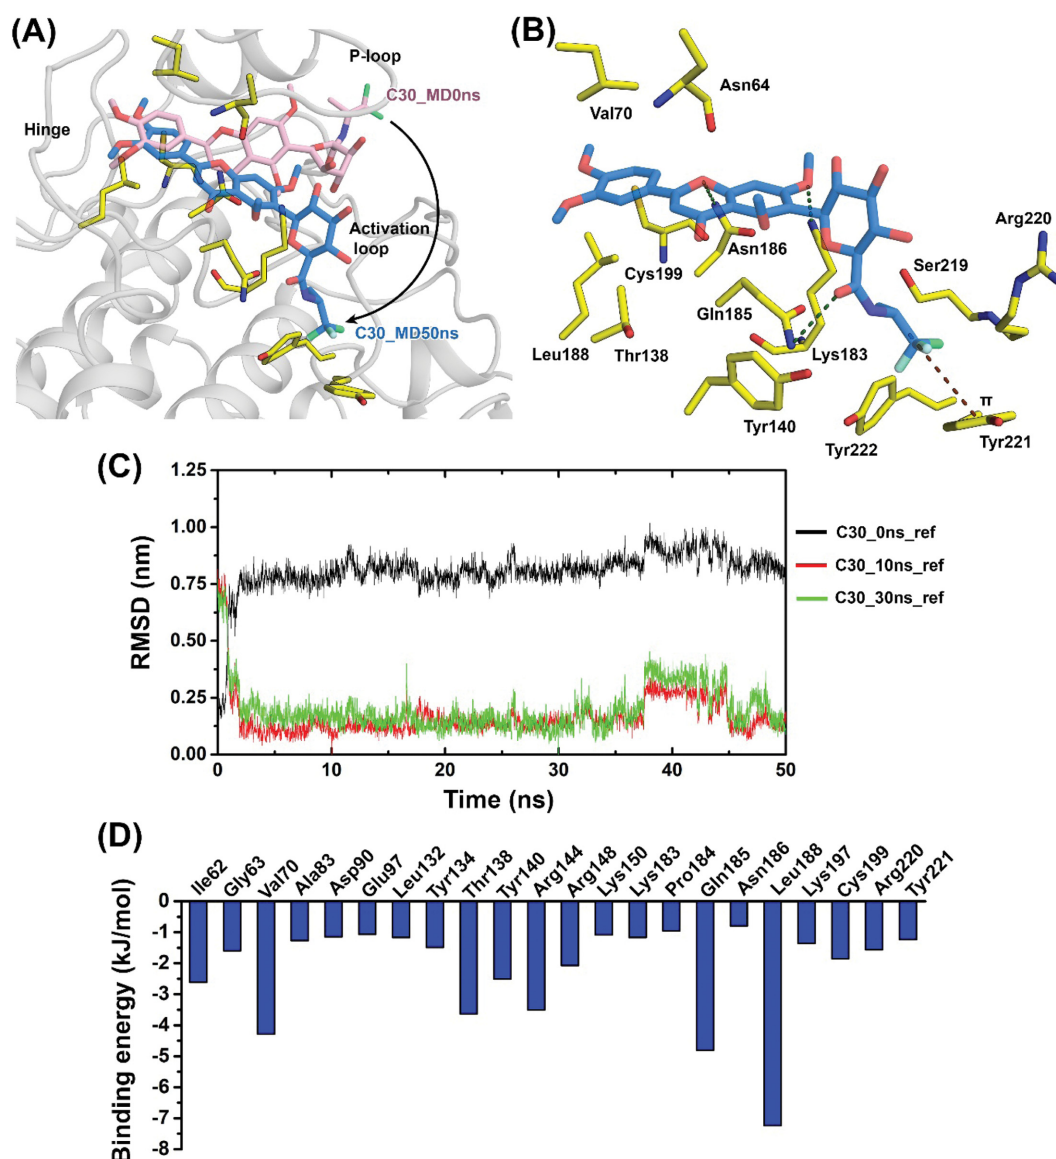 (A)
P-loop
C30_MD0ns
Hinge
Activation
loop
C30_MD50ns
(B)
Asn64
Val70
Arg220
Asn186
Ser219
Cys199
Gln185
Leu188
Thr138
Lys183
Tyr140
π
Tyr222
Tyr221
(C)
1.25
1.00
0.75
0.50
0.25
0.00
RMSD (nm)
0 10 20 30 40 50
Time (ns)
C30_0ns_ref
C30_10ns_ref
C30_30ns_ref
(D)
Ile62
Gly63
Val70
Ala83
Asp90
Glu97
Leu132
Tyr134
Thr138
Tyr140
Arg144
Arg148
Lys150
Lys183
Pro184
Gln185
Asn186
Leu188
Lys197
Cys199
Arg220
Tyr221
Binding energy (kJ/mol)
0
-1
-2
-3
-4
-5
-6
-7
-8